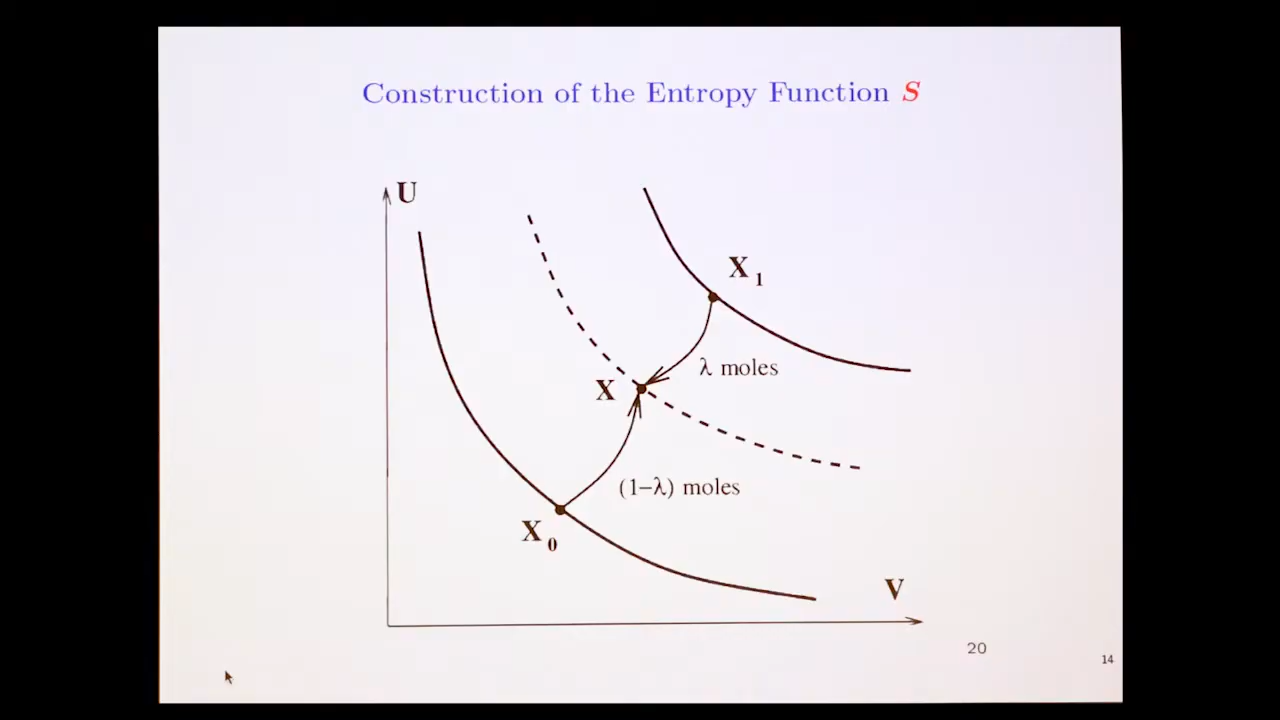 Construction of the Entropy Function S
U
X1
λ moles
X
(1−λ) moles
X0
V
20
14